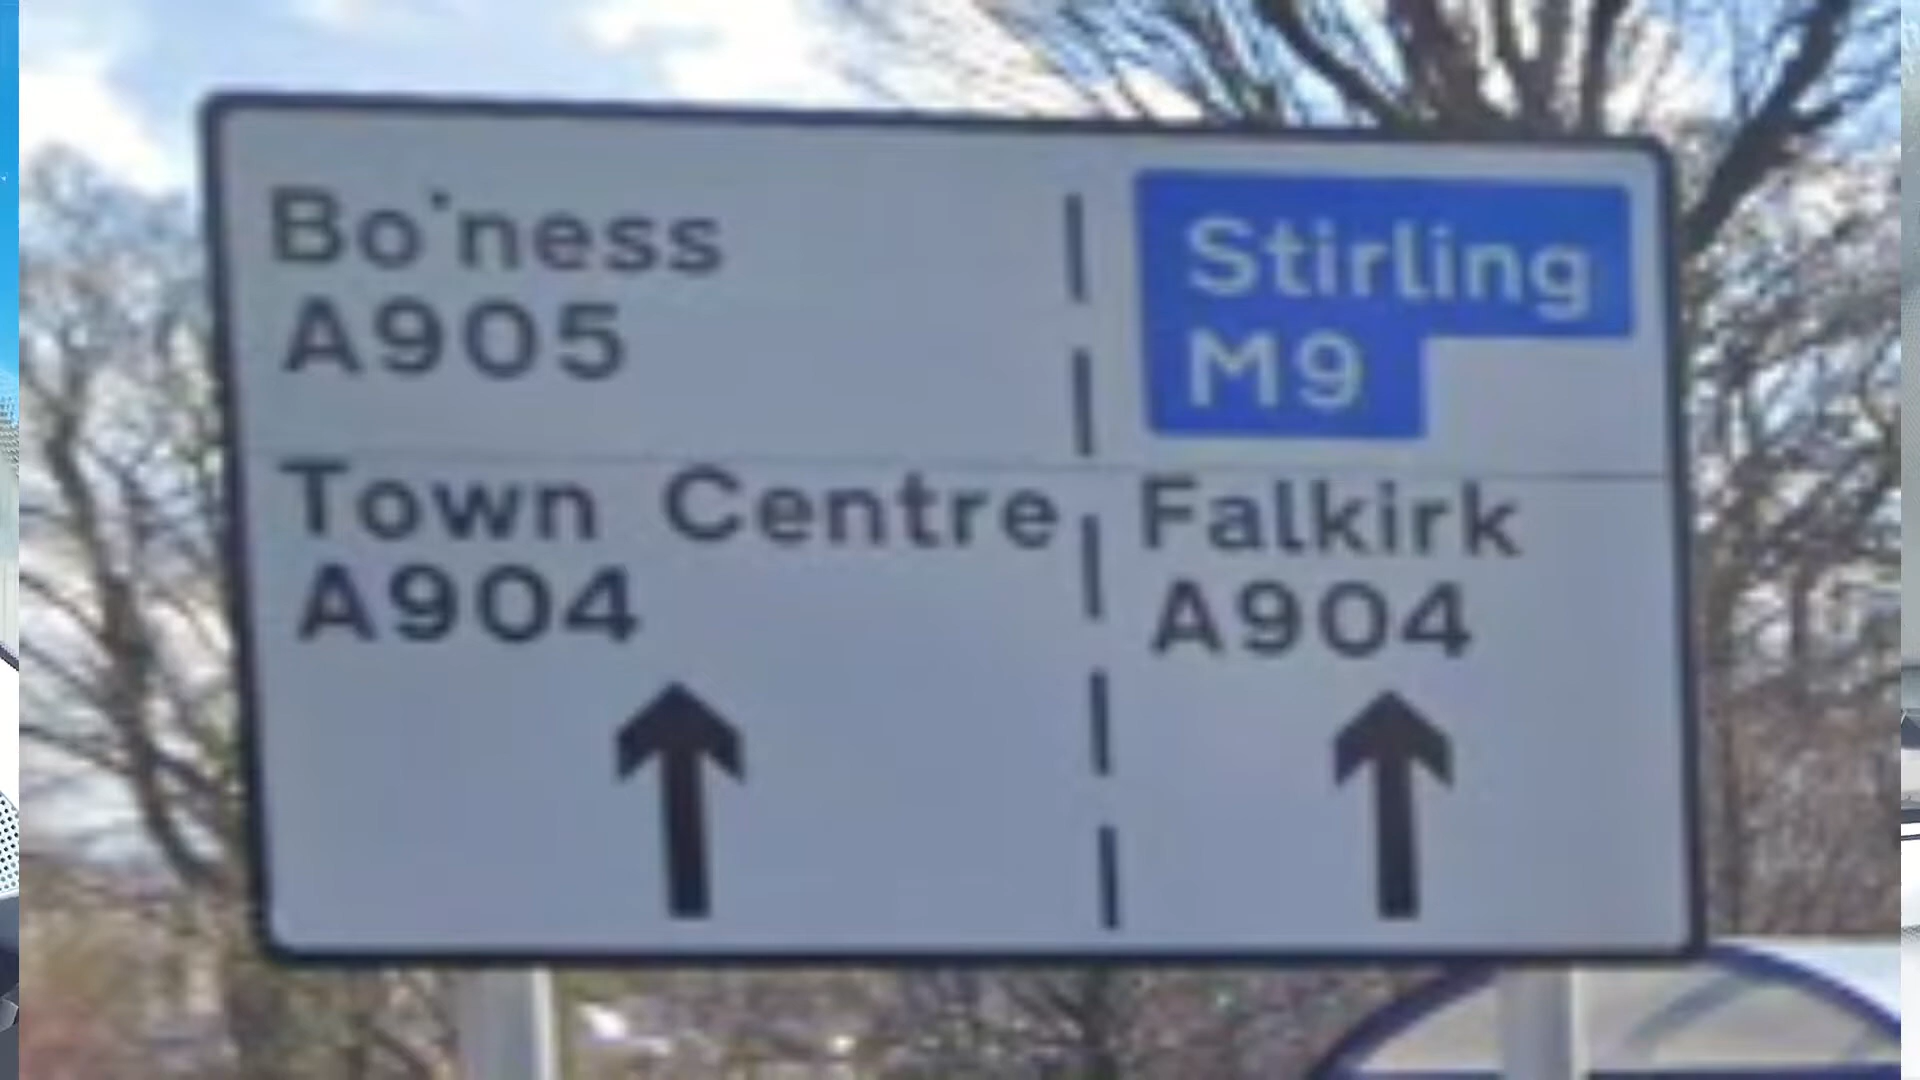 Bo'ness
A905
Town Centre
A904
Stirling
M9
Falkirk
A904